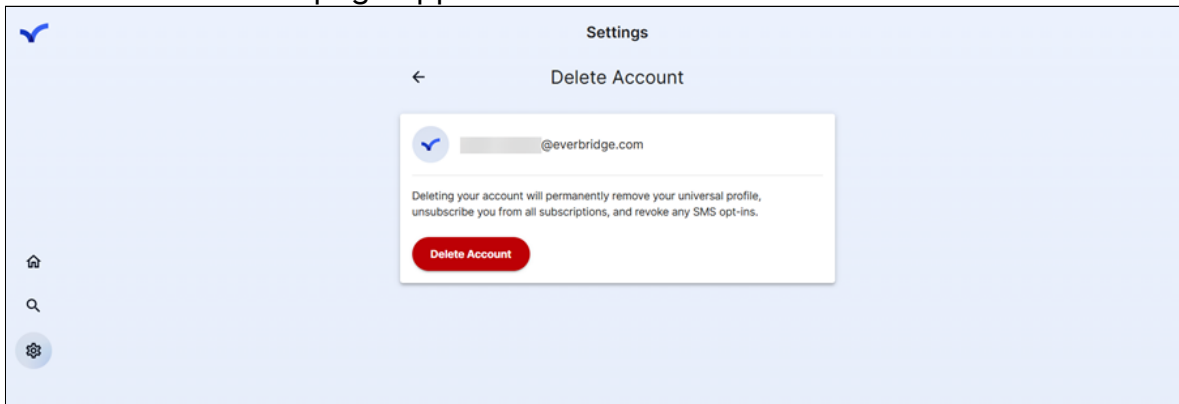 Settings
Delete Account
@everbridge.com
Deleting your account will permanently remove your universal profile,
unsubscribe you from all subscriptions, and revoke any SMS opt-ins.
Delete Account